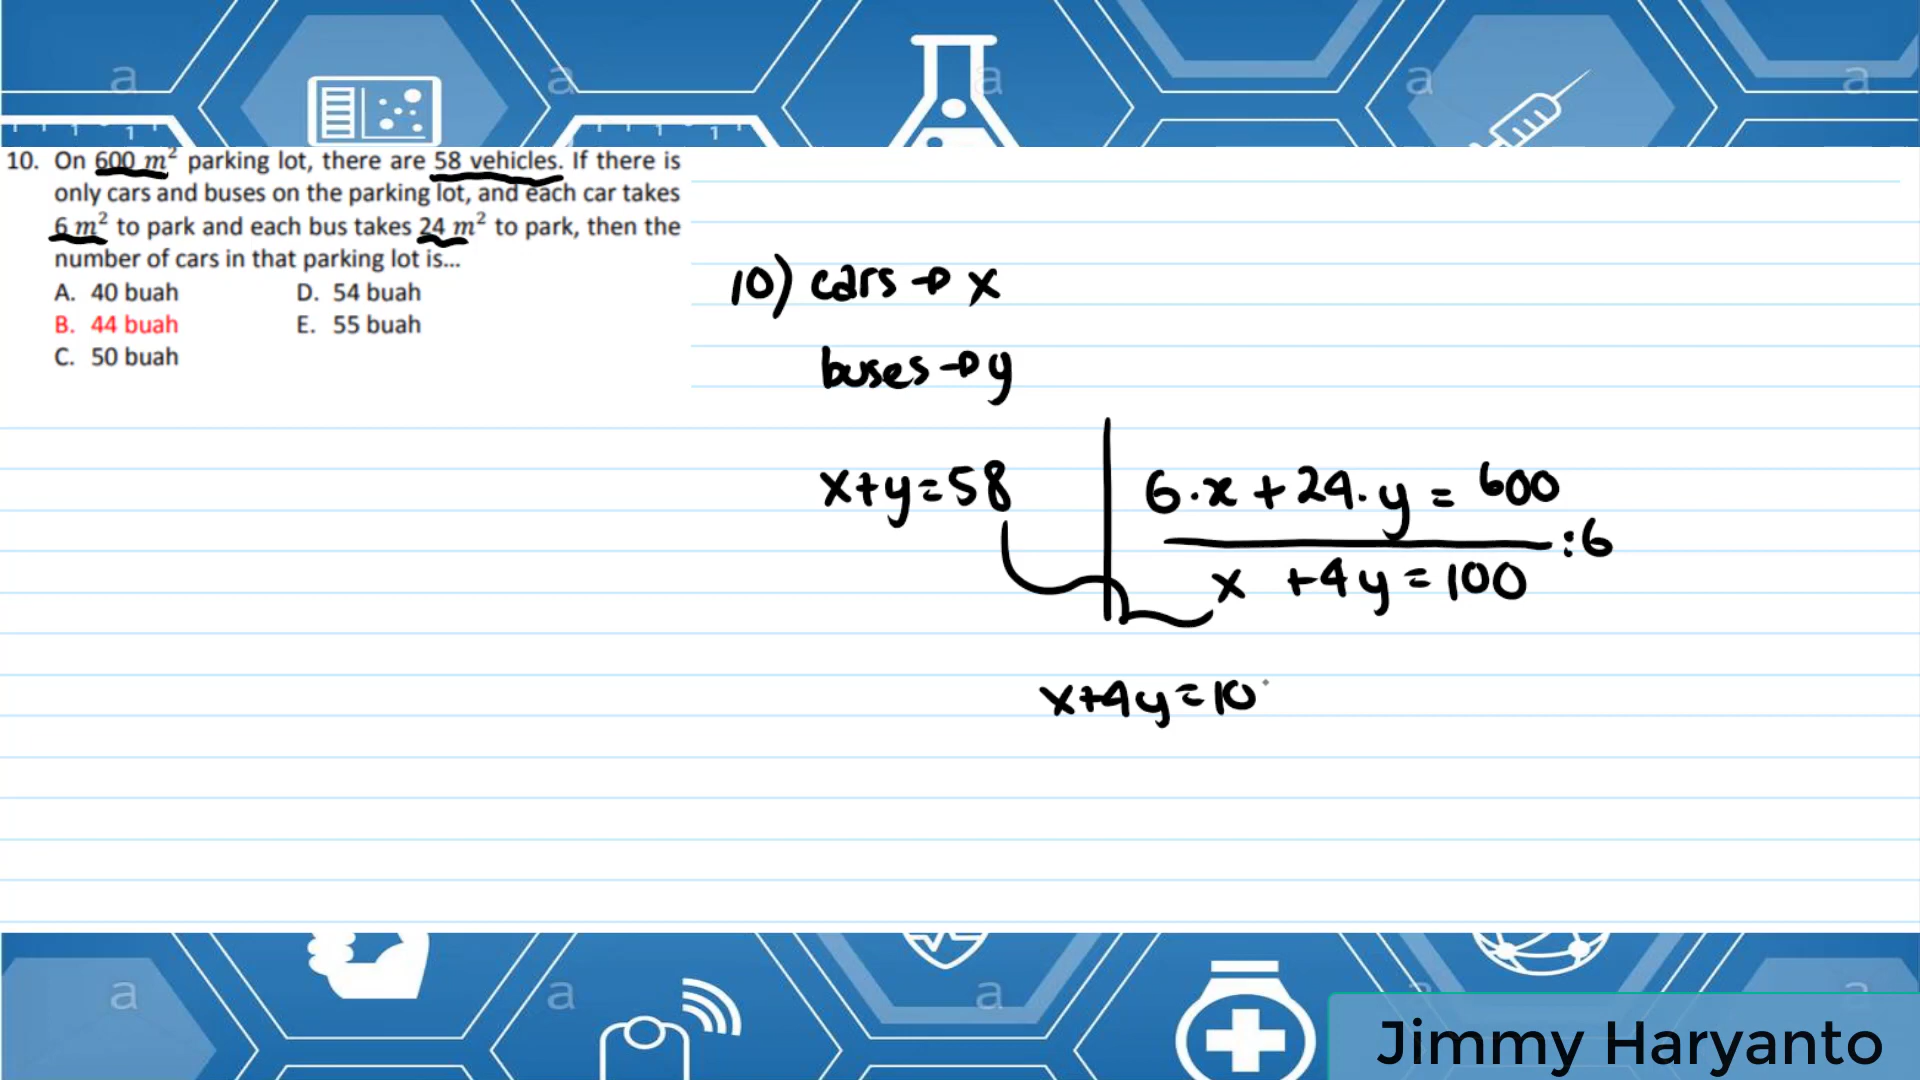 10. On 600 m² parking lot, there are 58 vehicles. If there is
only cars and buses on the parking lot, and each car takes
6 m² to park and each bus takes 24 m² to park, then the
number of cars in that parking lot is...
A. 40 buah D. 54 buah
B. 44 buah E. 55 buah
C. 50 buah
10) cars → x
buses → y
x+y=58
6·x+24·y = 600
:6
x +4y=100
x+4y=10
Jimmy Haryanto